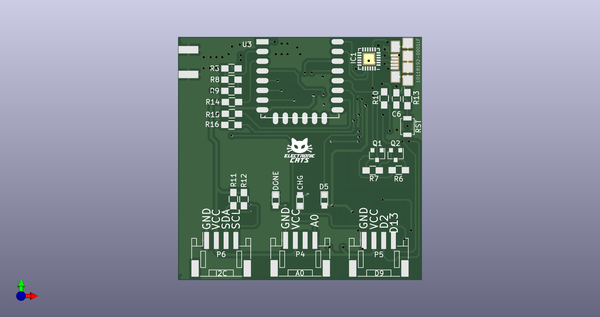 U3
IC1
R3
R8
R9
R14
R15
R16
R10
C6
R13
RST
Q1 Q2
R7 R6
ELECTRONIC
CATS
R11
R12
DONE
CHG
D5
GND
VCC
SDA
SCL
GND
VCC
A0
GND
VCC
D2
D13
P6
P4
P5
I2C
A0
D9